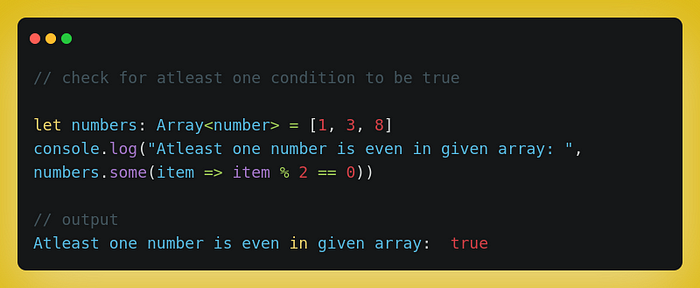 // check for atleast one condition to be true
let numbers: Array<number> = [1, 3, 8]
console.log("Atleast one number is even in given array: ",
numbers.some(item => item % 2 == 0))
// output
Atleast one number is even in given array:  true